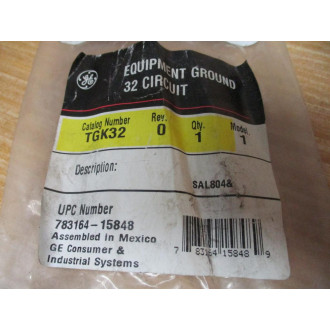 GE
EQUIPMENT GROUND
32 CIRCUIT
Catalog Number Rev. Qty. Model
TGK32 0 1 1
Description:
SAL804&
UPC Number
783164-15848
Assembled in Mexico
GE Consumer &
Industrial Systems
7 83164 15848 9